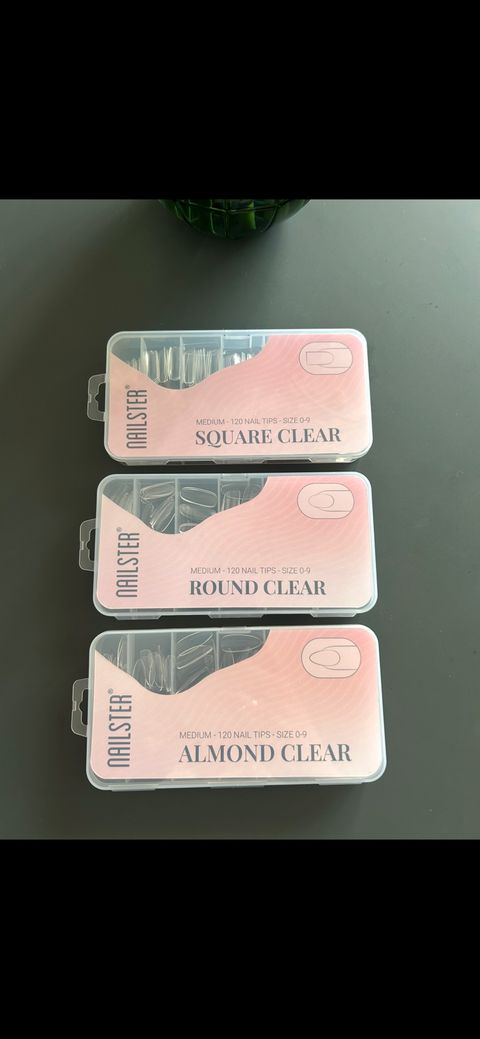 NAILSTER®
MEDIUM - 120 NAIL TIPS - SIZE 0-9
SQUARE CLEAR
NAILSTER®
MEDIUM - 120 NAIL TIPS - SIZE 0-9
ROUND CLEAR
NAILSTER®
MEDIUM - 120 NAIL TIPS - SIZE 0-9
ALMOND CLEAR